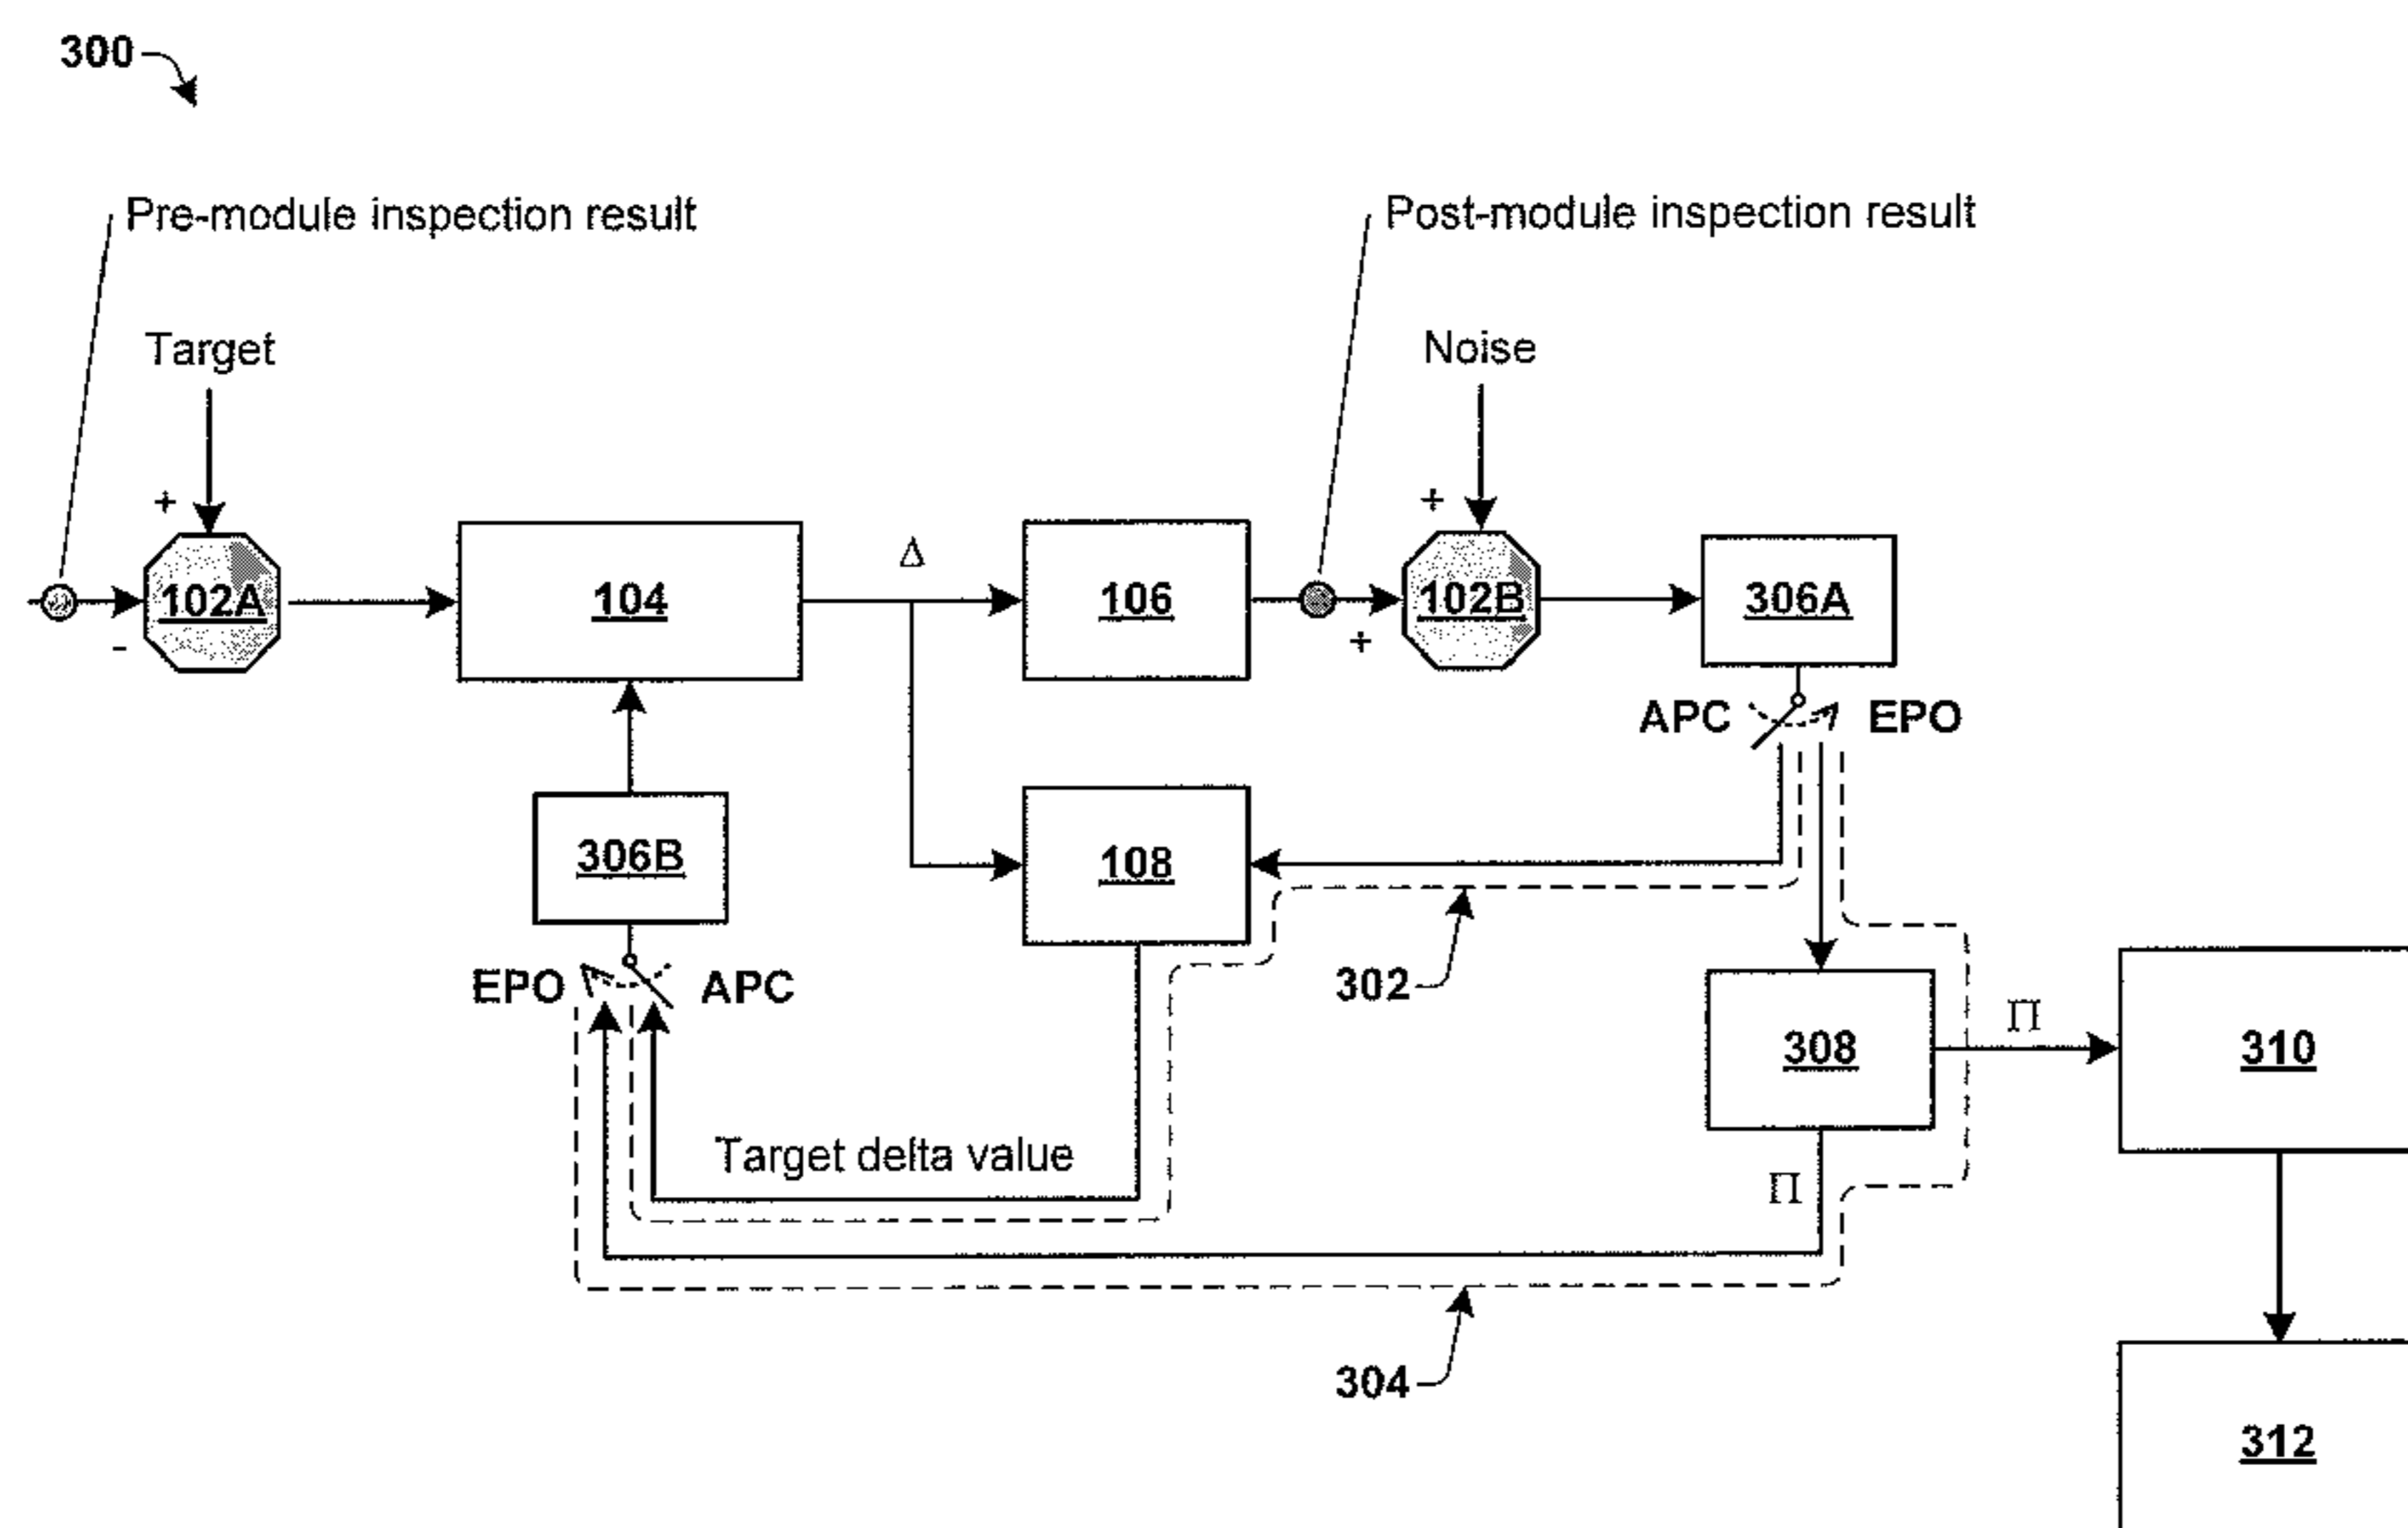 300
Pre-module inspection result
Post-module inspection result
Target
Noise
+
+
Δ
102A
104
106
102B
306A
-
+
APC
EPO
306B
108
EPO
APC
302
308
Π
310
Target delta value
Π
304
312